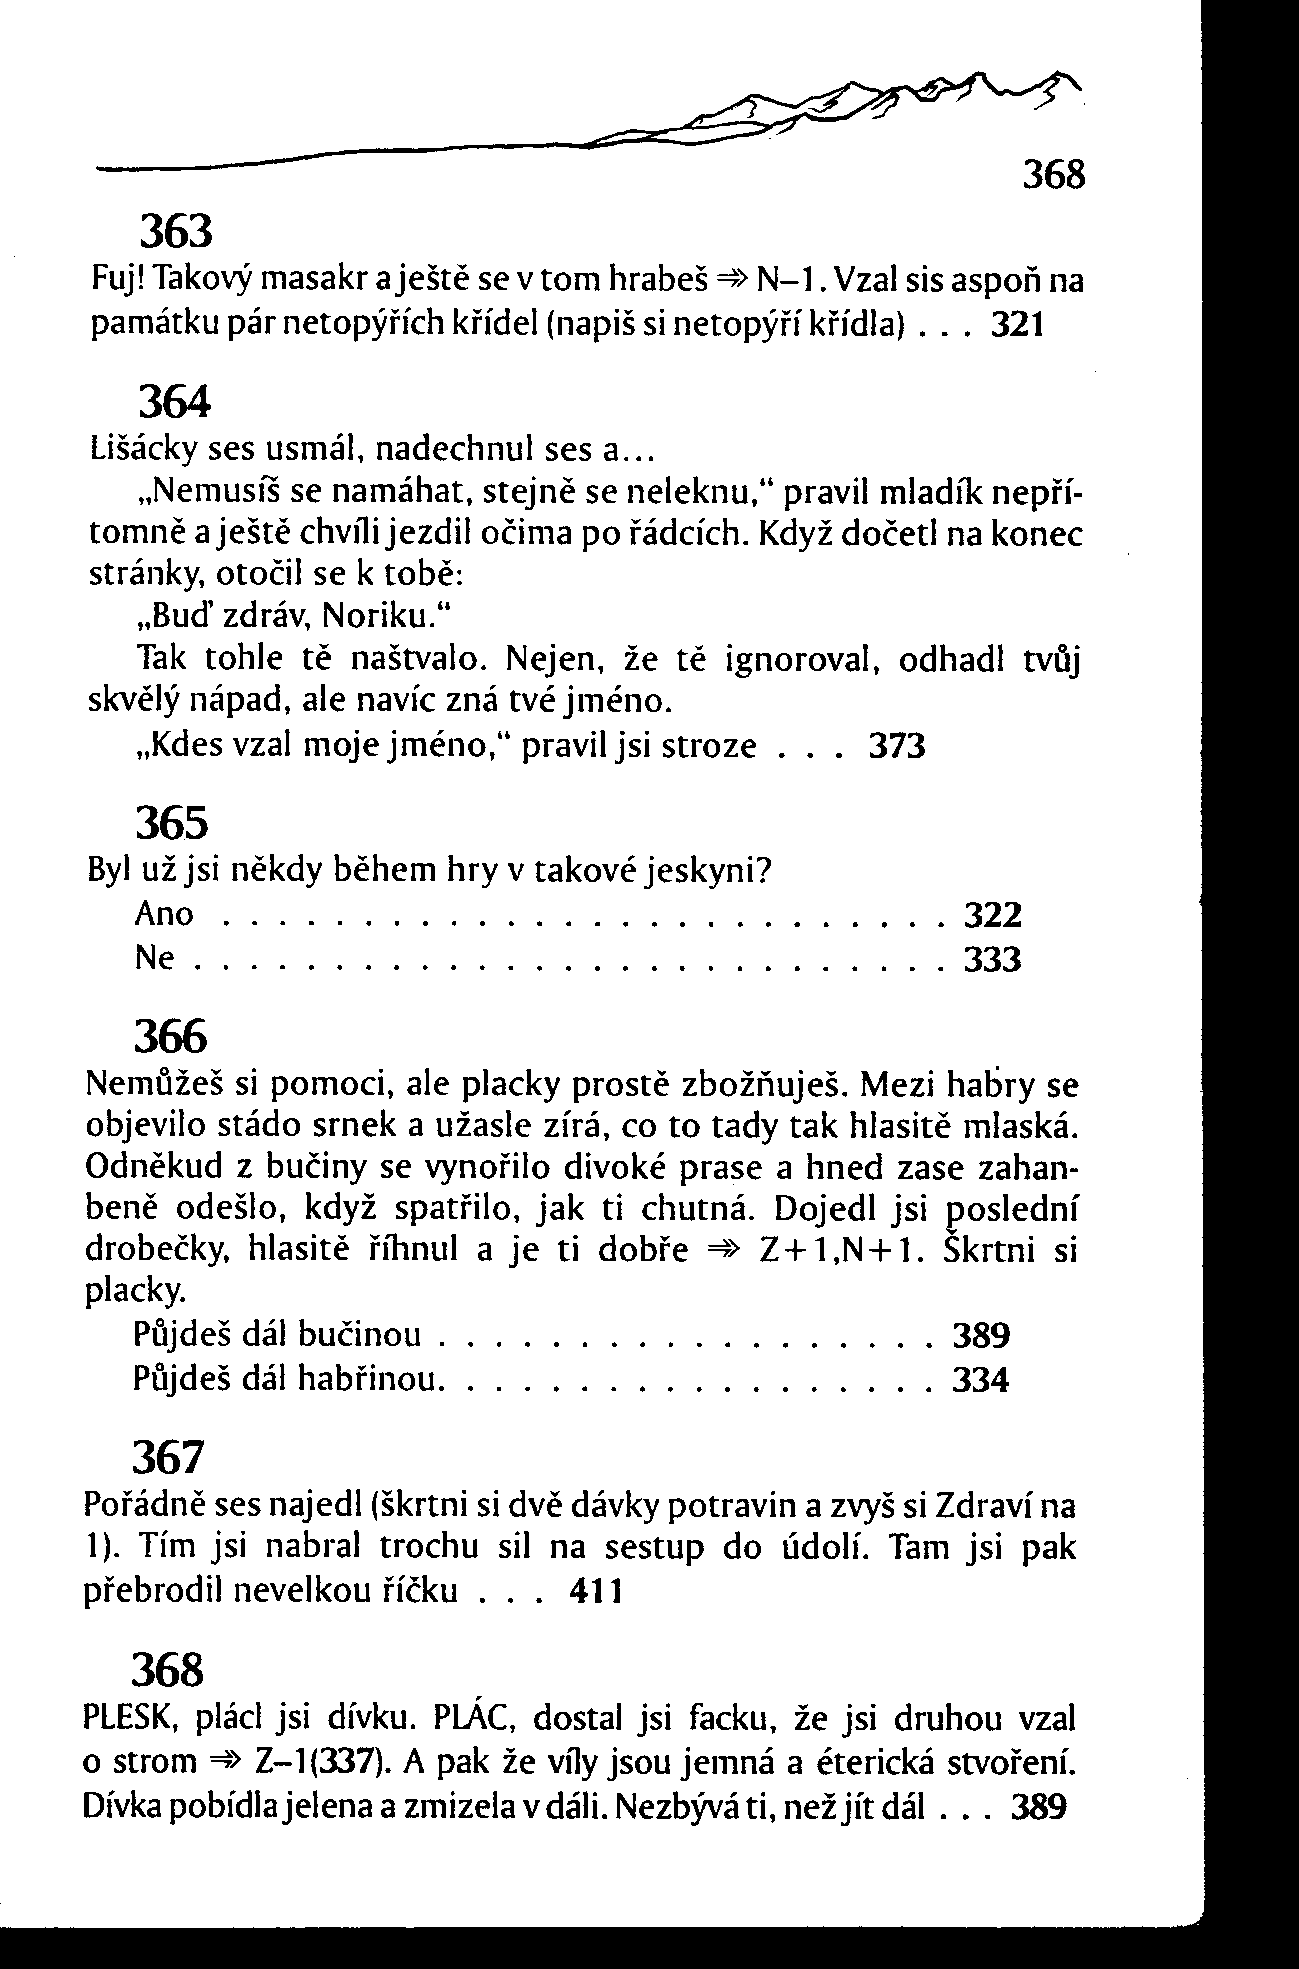 368
363
Fuj! Takový masakr a ještě se v tom hrabeš ⇻ N–1. Vzal sis aspoň na
památku pár netopýřích křídel (napiš si netopýří křídla) . . . 321
364
Lišácky ses usmál, nadechnul ses a...
„Nemusíš se namáhat, stejně se neleknu,“ pravil mladík nepří-
tomně a ještě chvíli jezdil očima po řádcích. Když dočetl na konec
stránky, otočil se k tobě:
„Buď zdráv, Noriku.“
Tak tohle tě naštvalo. Nejen, že tě ignoroval, odhadl tvůj
skvělý nápad, ale navíc zná tvé jméno.
„Kdes vzal moje jméno,“ pravil jsi stroze . . . 373
365
Byl už jsi někdy během hry v takové jeskyni?
Ano . . . . . . . . . . . . . . . . . . . . . . . . . . 322
Ne . . . . . . . . . . . . . . . . . . . . . . . . . . . 333
366
Nemůžeš si pomoci, ale placky prostě zbožňuješ. Mezi habry se
objevilo stádo srnek a užasle zírá, co to tady tak hlasitě mlaská.
Odněkud z bučiny se vynořilo divoké prase a hned zase zahan-
beně odešlo, když spatřilo, jak ti chutná. Dojedl jsi poslední
drobečky, hlasitě říhnul a je ti dobře ⇻ Z+1,N+1. Škrtni si
placky.
Půjdeš dál bučinou . . . . . . . . . . . . . . . . . . 389
Půjdeš dál habřinou. . . . . . . . . . . . . . . . . . 334
367
Pořádně ses najedl (škrtni si dvě dávky potravin a zvyš si Zdraví na
1). Tím jsi nabral trochu sil na sestup do údolí. Tam jsi pak
přebrodil nevelkou říčku . . . 411
368
PLESK, plácl jsi dívku. PLÁC, dostal jsi facku, že jsi druhou vzal
o strom ⇻ Z–1(337). A pak že víly jsou jemná a éterická stvoření.
Dívka pobídla jelena a zmizela v dáli. Nezbývá ti, než jít dál . . . 389